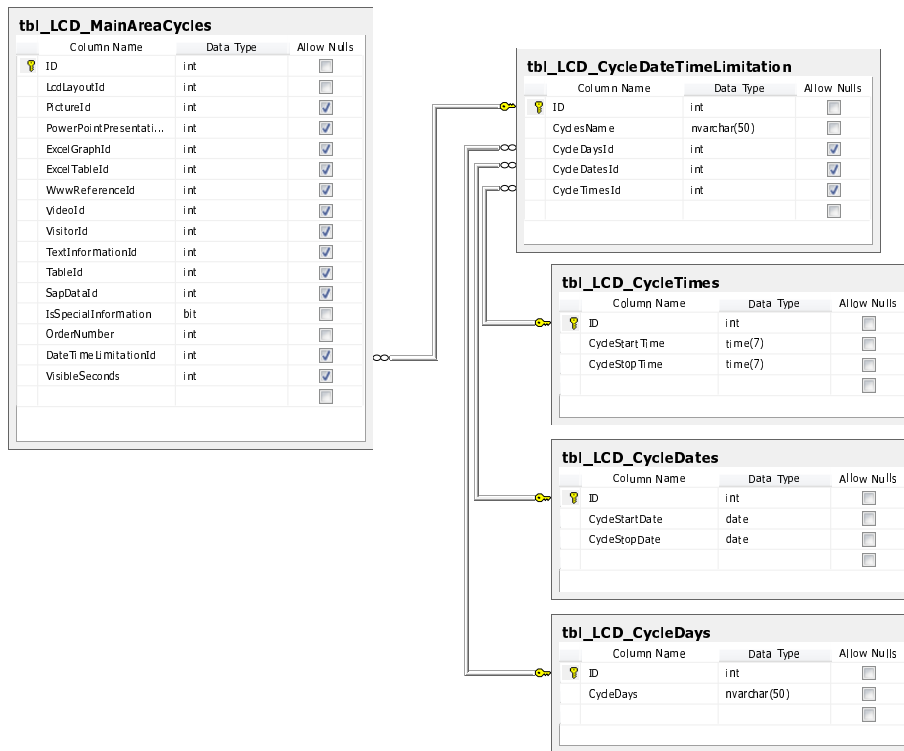 tbl_LCD_MainAreaCycles
Column Name Data Type Allow Nulls
ID int
LcdLayoutId int
PictureId int
PowerPointPresentati... int
ExcelGraphId int
ExcelTableId int
WwwReferenceId int
VideoId int
VisitorId int
TextInformationId int
TableId int
SapDataId int
IsSpecialInformation bit
OrderNumber int
DateTimeLimitationId int
VisibleSeconds int
tbl_LCD_CycleDateTimeLimitation
Column Name Data Type Allow Nulls
ID int
CyclesName nvarchar(50)
CycleDaysId int
CycleDatesId int
CycleTimesId int
tbl_LCD_CycleTimes
Column Name Data Type Allow Nulls
ID int
CycleStartTime time(7)
CycleStopTime time(7)
tbl_LCD_CycleDates
Column Name Data Type Allow Nulls
ID int
CycleStartDate date
CycleStopDate date
tbl_LCD_CycleDays
Column Name Data Type Allow Nulls
ID int
CycleDays nvarchar(50)